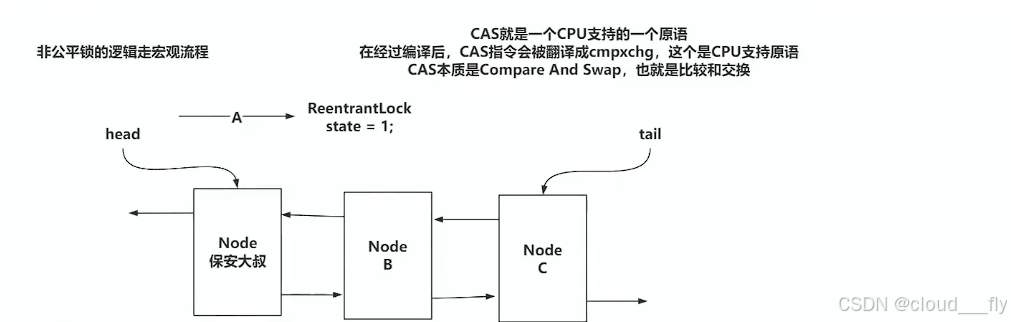 CAS就是一个CPU支持的一个原语
非公平锁的逻辑走宏观流程
在经过编译后，CAS指令会被翻译成cmpxchg，这个是CPU支持原语
CAS本质是Compare And Swap，也就是比较和交换
A
ReentrantLock
state = 1;
head
tail
Node
保安大叔
Node
B
Node
C
CSDN @cloud___fly